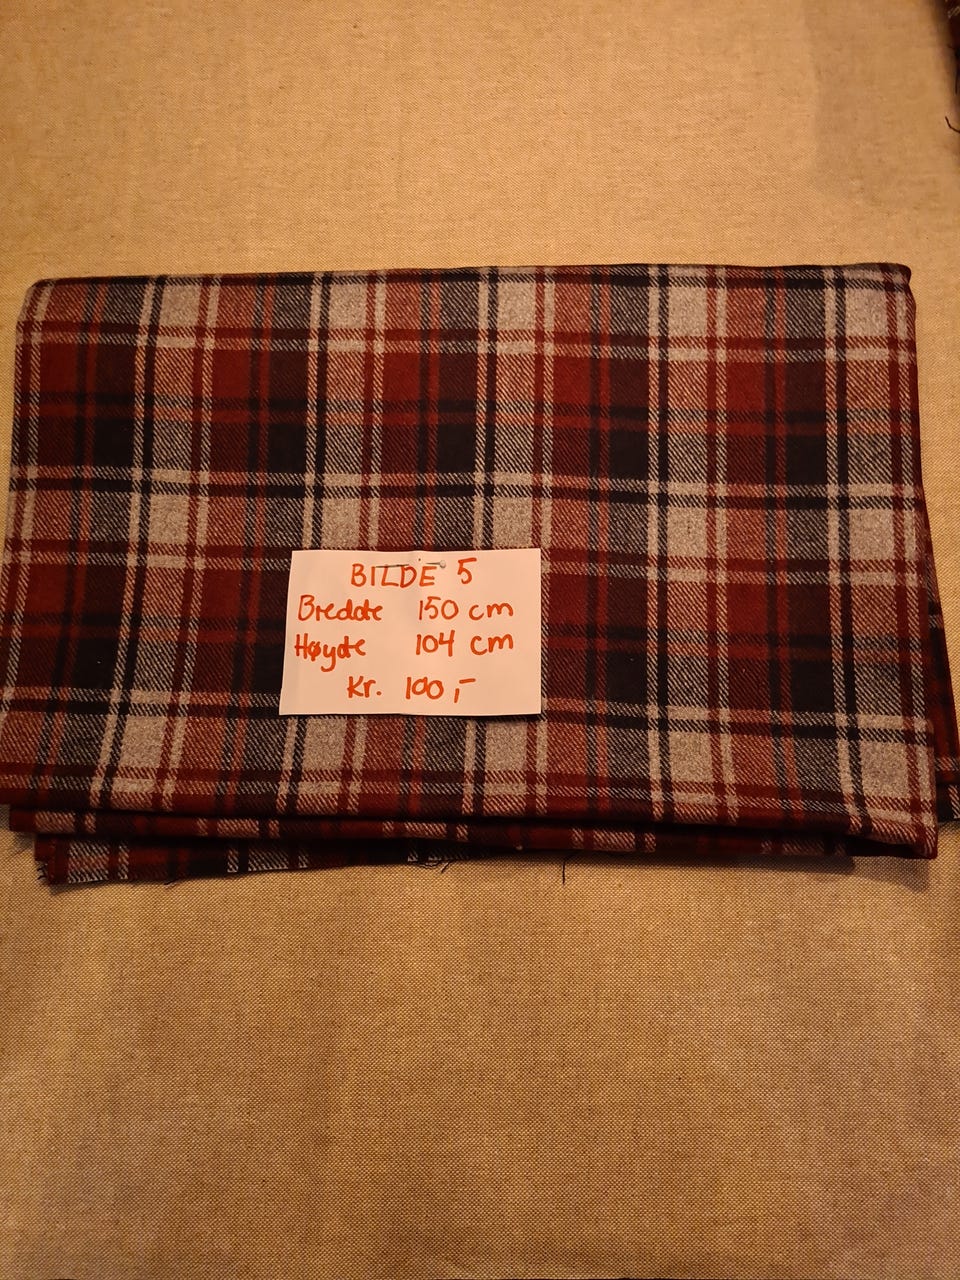 BILDE 5
Bredde 150 cm
Høyde 104 cm
Kr. 100,-